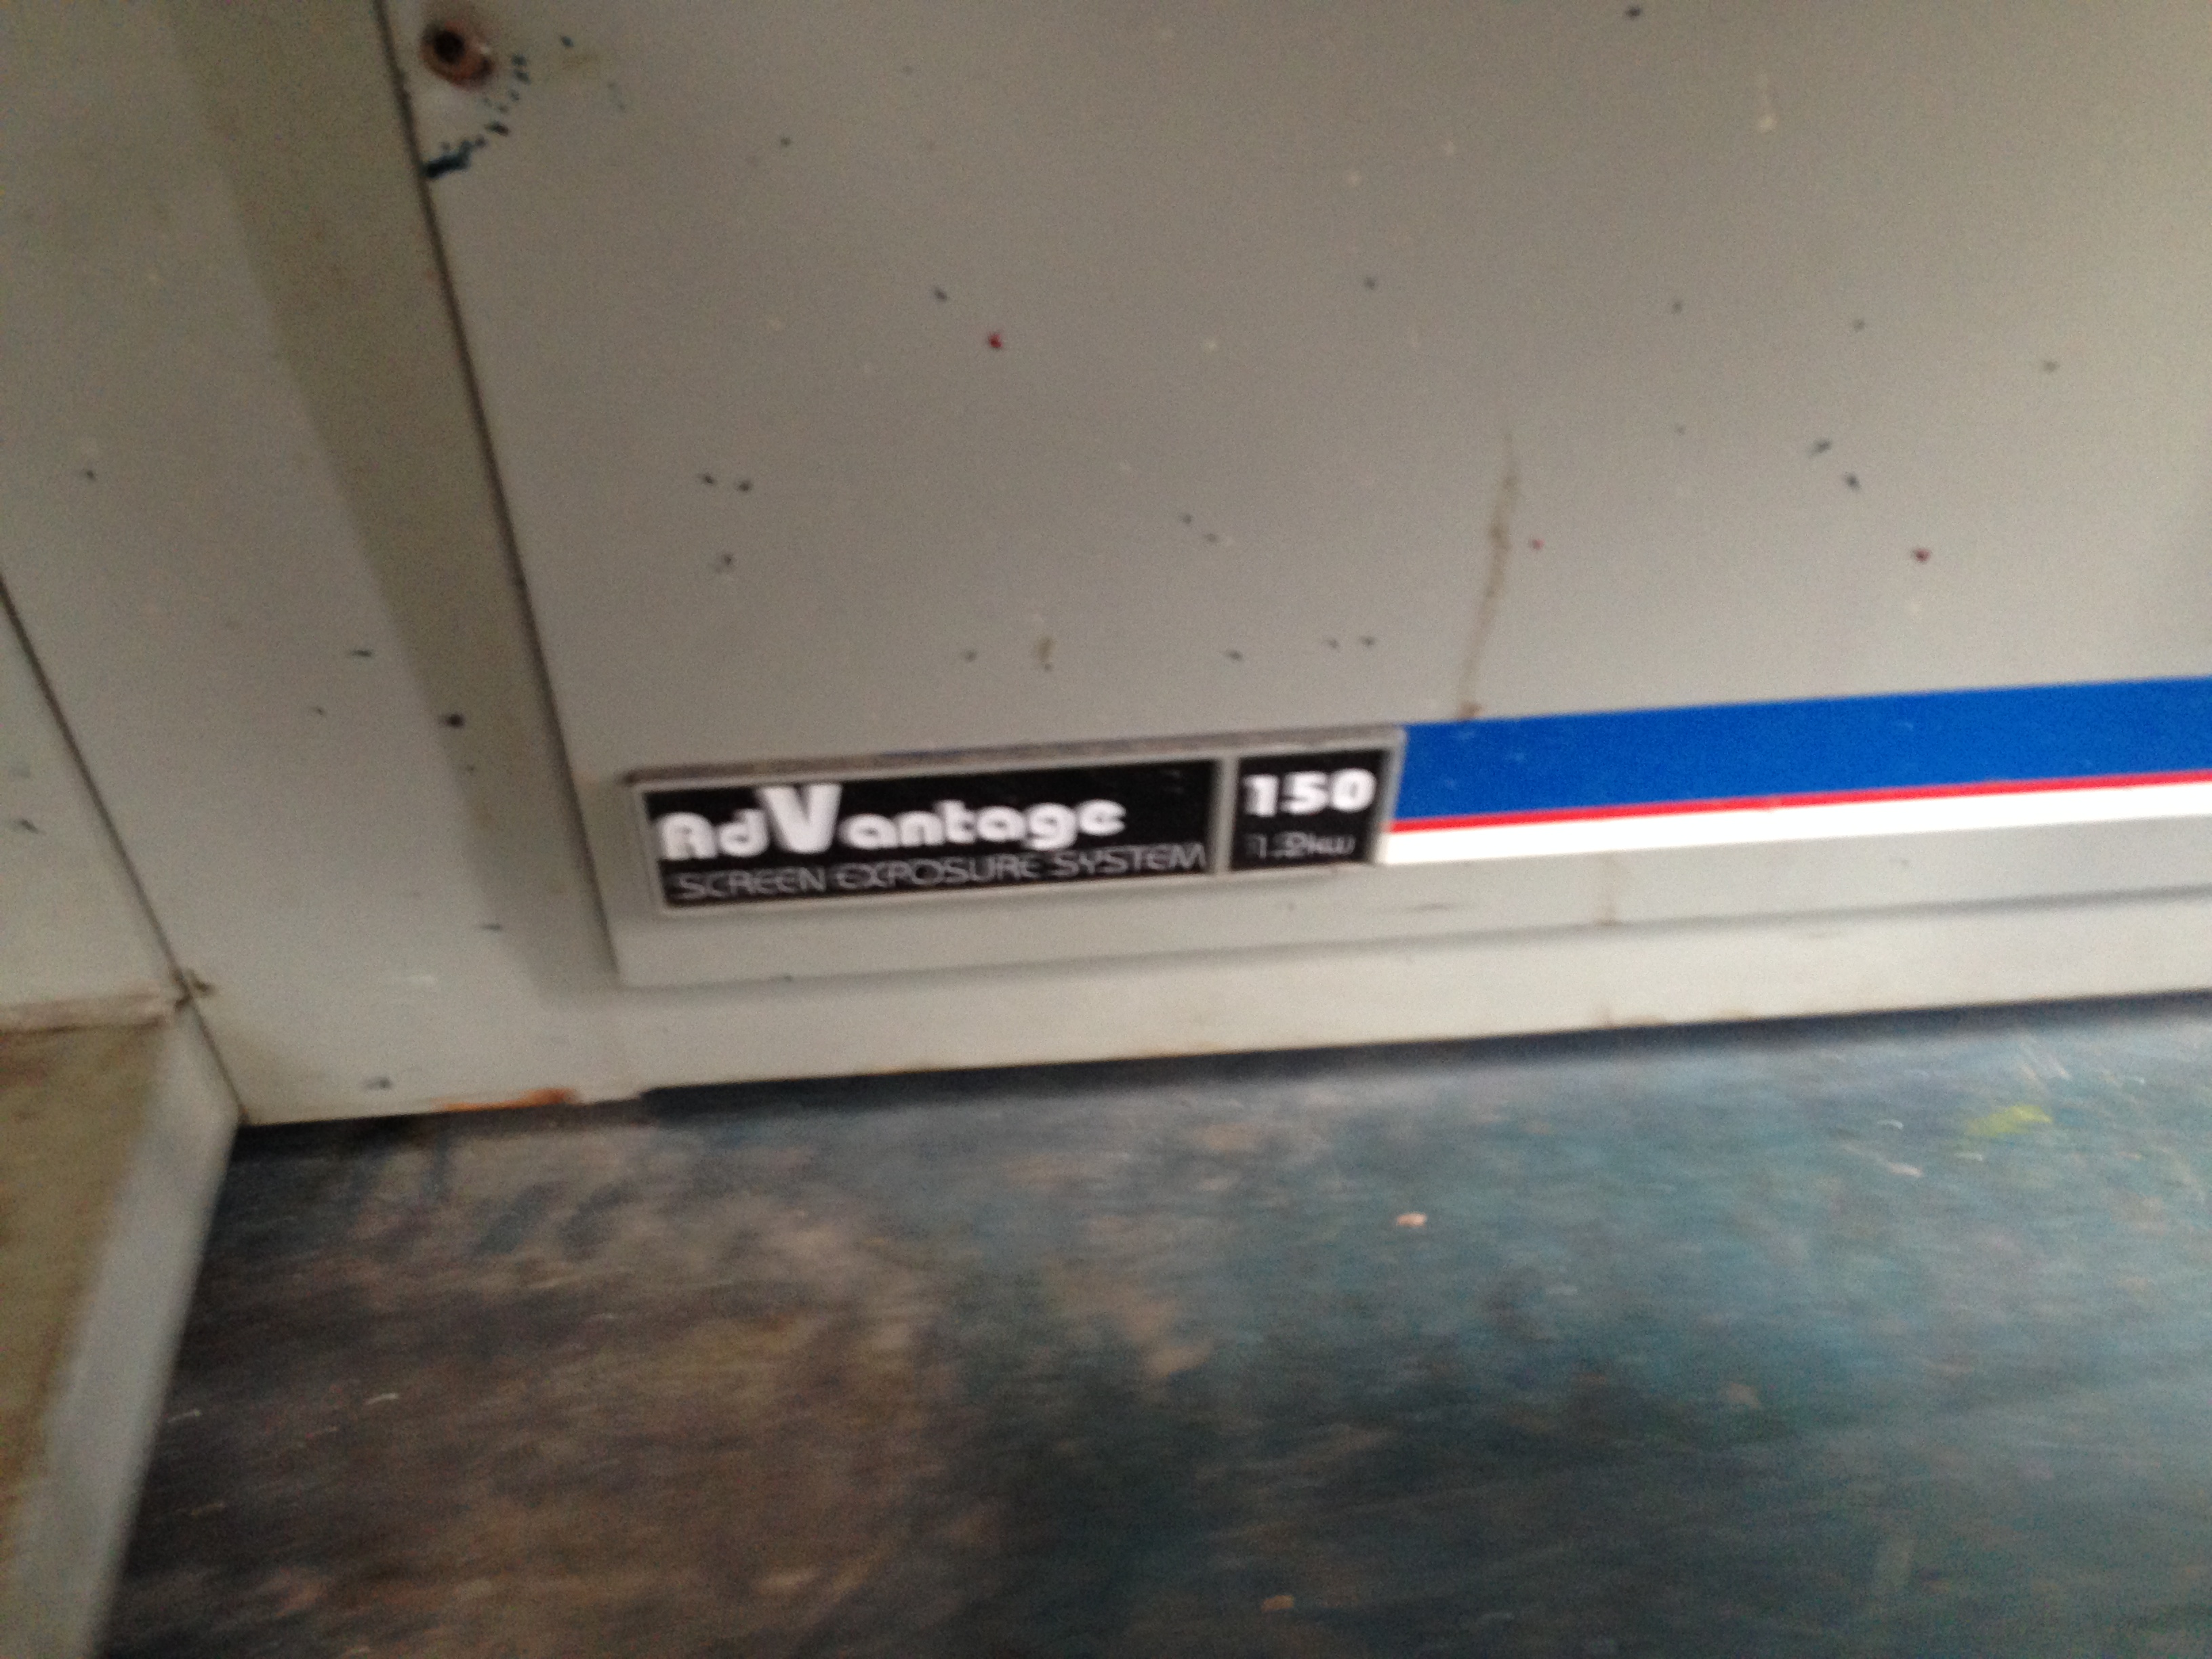 AdVantage
SCREEN EXPOSURE SYSTEM
150
1.2kw